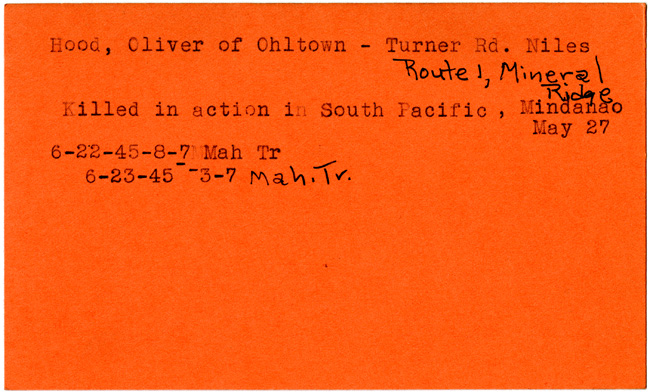 Hood, Oliver of Ohltown - Turner Rd. Niles
Route 1, Mineral
Ridge
Killed in action in South Pacific, Mindanao
May 27
6-22-45-8-7 Mah Tr
6-23-45--3-7 Mah. Tr.